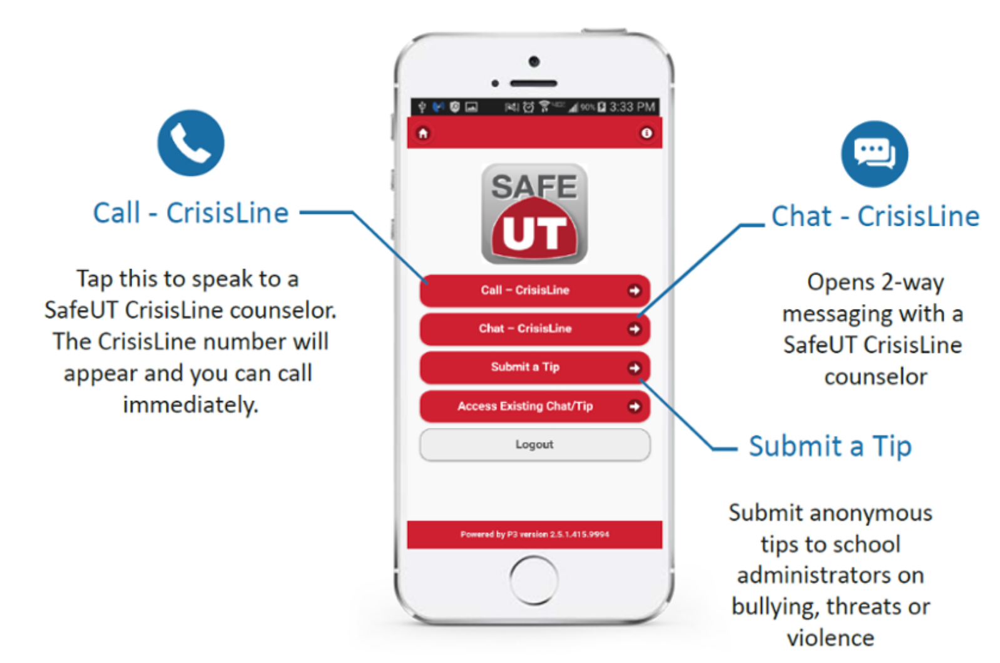 90% 3:33 PM
SAFE
UT
Call – CrisisLine
Chat – CrisisLine
Submit a Tip
Access Existing Chat/Tip
Logout
Powered by P3 version 2.5.1.415.9994
Call - CrisisLine
Tap this to speak to a
SafeUT CrisisLine counselor.
The CrisisLine number will
appear and you can call
immediately.
Chat - CrisisLine
Opens 2-way
messaging with a
SafeUT CrisisLine
counselor
Submit a Tip
Submit anonymous
tips to school
administrators on
bullying, threats or
violence